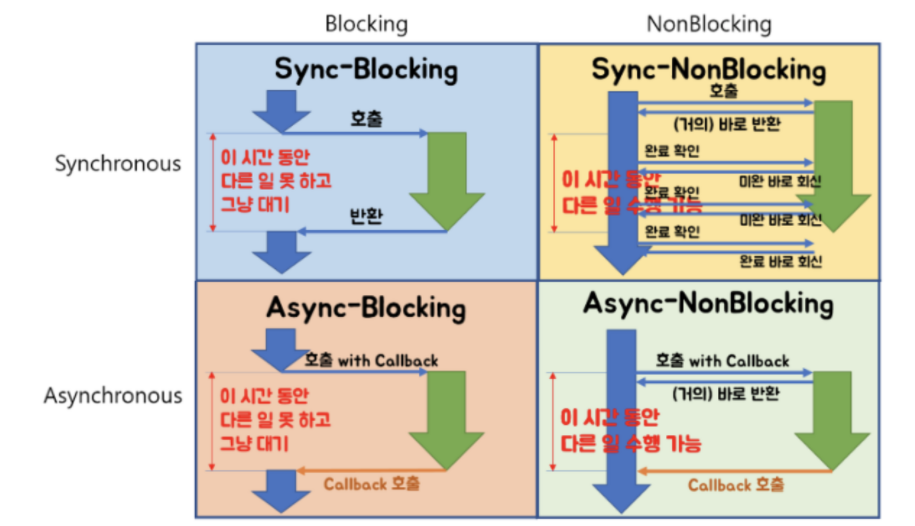 Blocking
NonBlocking
Synchronous
Sync-Blocking
호출
이 시간 동안
다른 일 못 하고
그냥 대기
반환
Sync-NonBlocking
호출
(거의) 바로 반환
완료 확인
이 시간 동안
미완 바로 회신
완료 확인
다른 일 수행 가능
미완 바로 회신
완료 확인
완료 바로 회신
Asynchronous
Async-Blocking
호출 with Callback
이 시간 동안
다른 일 못 하고
그냥 대기
Callback 호출
Async-NonBlocking
호출 with Callback
(거의) 바로 반환
이 시간 동안
다른 일 수행 가능
Callback 호출